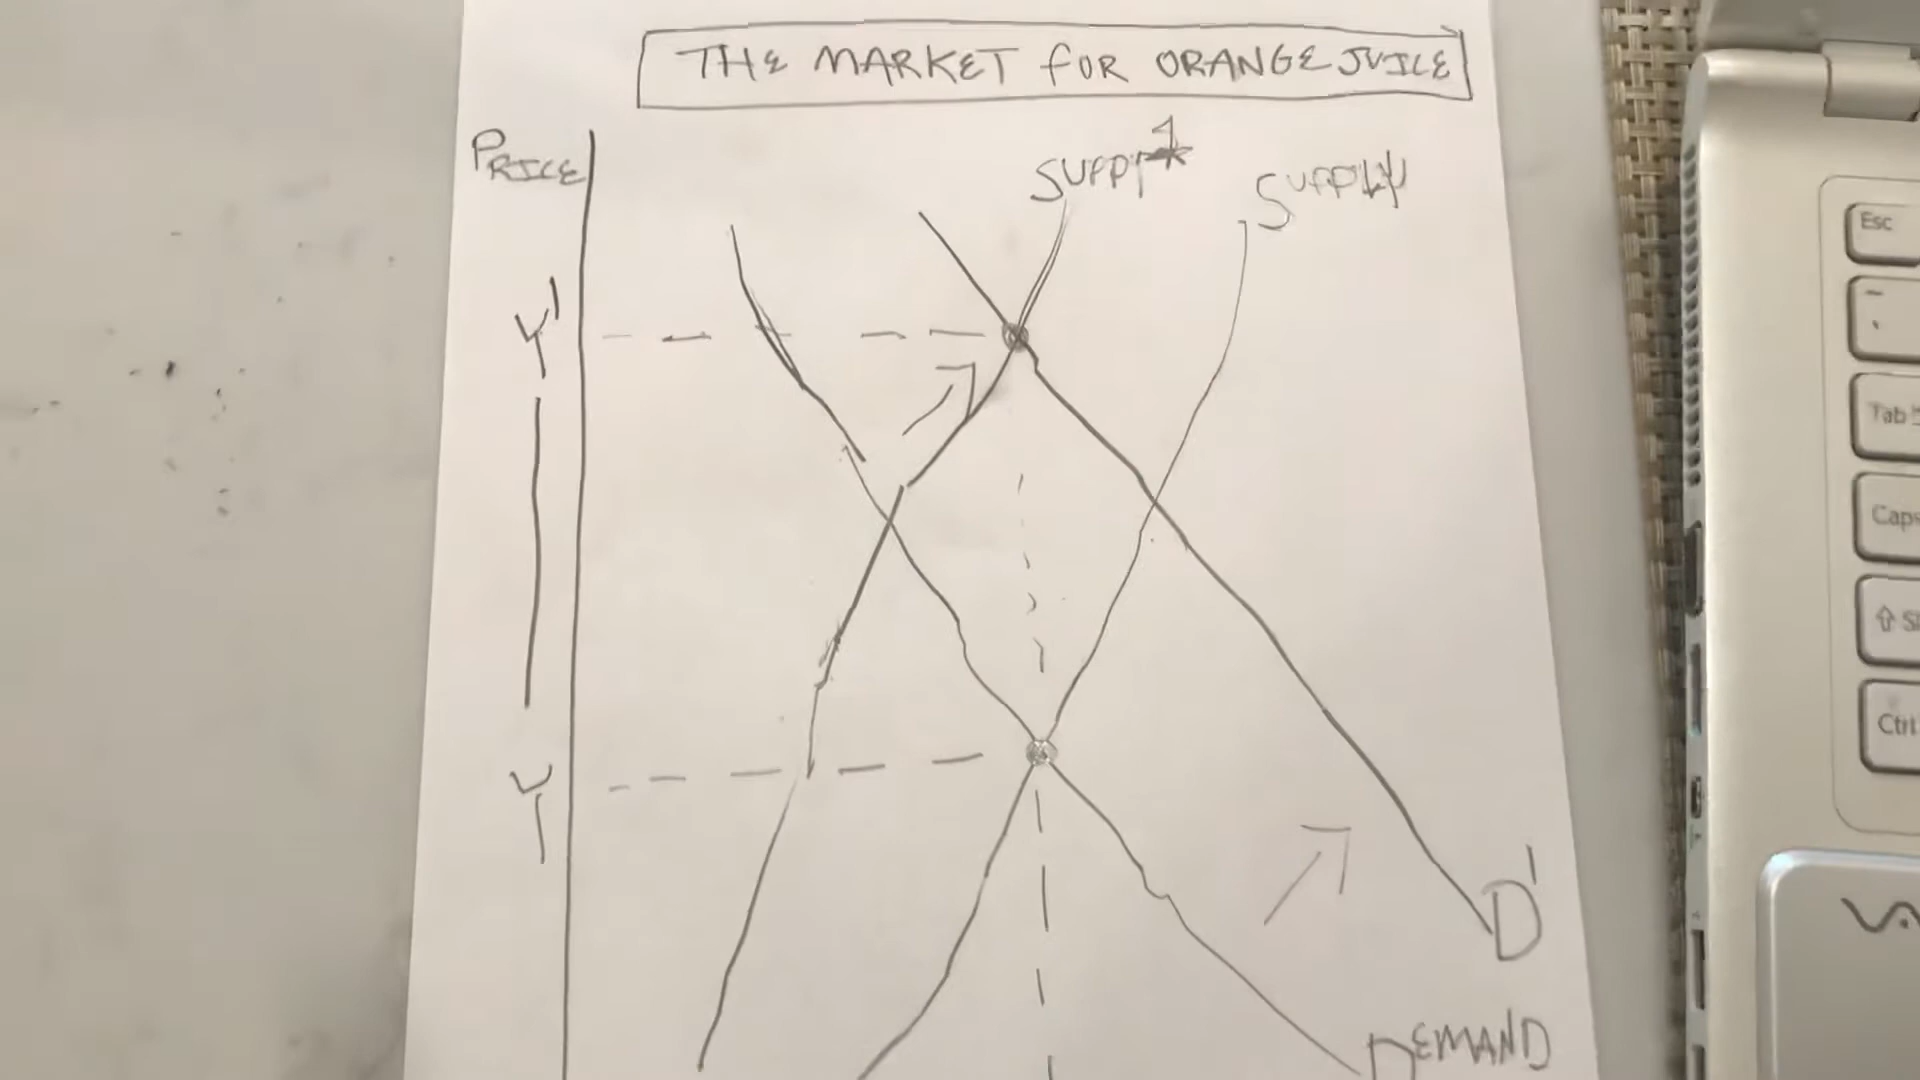 THE MARKET FOR ORANGE JUICE
PRICE
SUPPLY
Y'
Y
D'
DEMAND
Esc
Tab
Caps
Ctrl